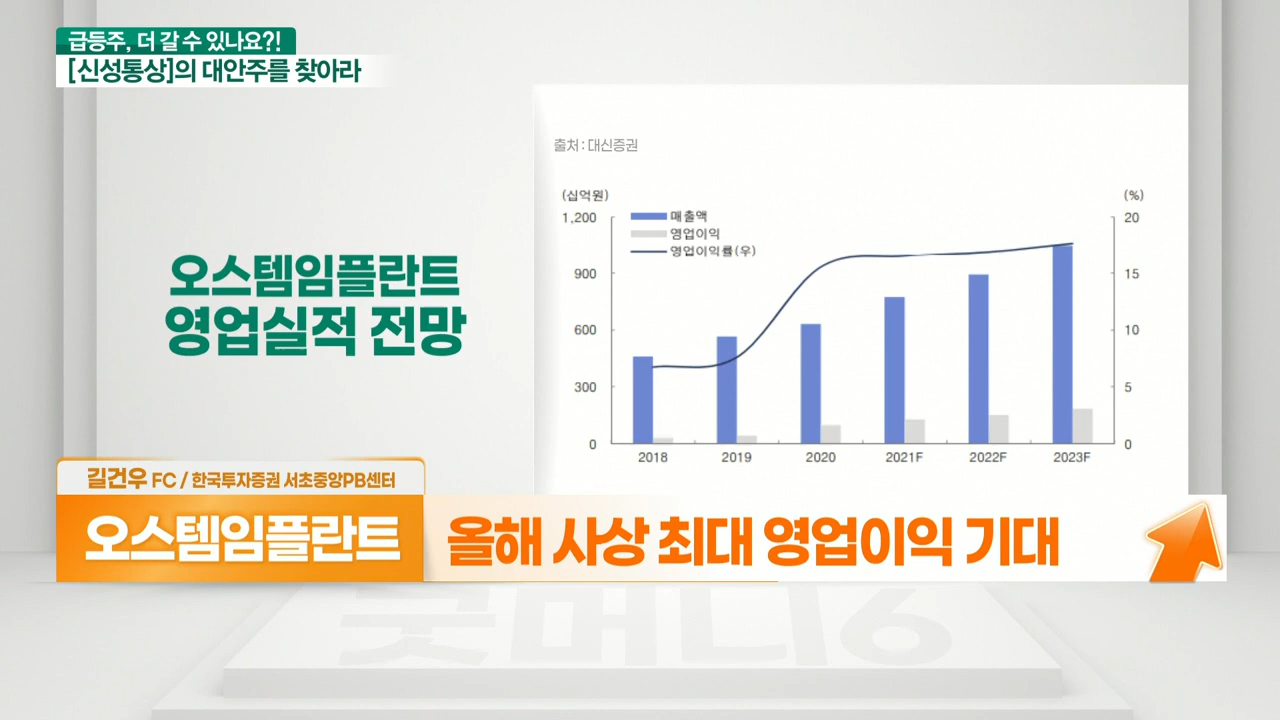 급등주, 더 갈 수 있나요?!
[신성통상]의 대안주를 찾아라
출처 : 대신증권
오스템임플란트
영업실적 전망
(십억원)
(%)
매출액
영업이익
영업이익률(우)
1,200
900
600
300
0
20
15
10
5
0
2018 2019 2020 2021F 2022F 2023F
길건우 FC / 한국투자증권 서초중앙PB센터
오스템임플란트
올해 사상 최대 영업이익 기대
굿머니6